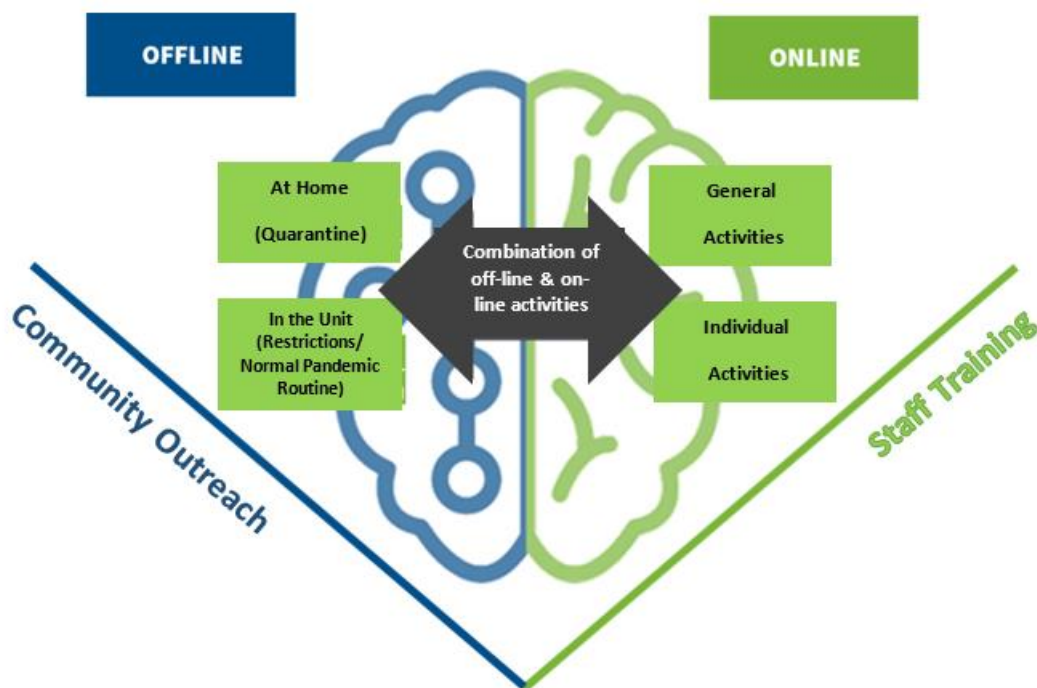 OFFLINE
ONLINE
At Home
(Quarantine)
General
Activities
Combination of
off-line & on-
line activities
In the Unit
(Restrictions/
Normal Pandemic
Routine)
Individual
Activities
Community Outreach
Staff Training